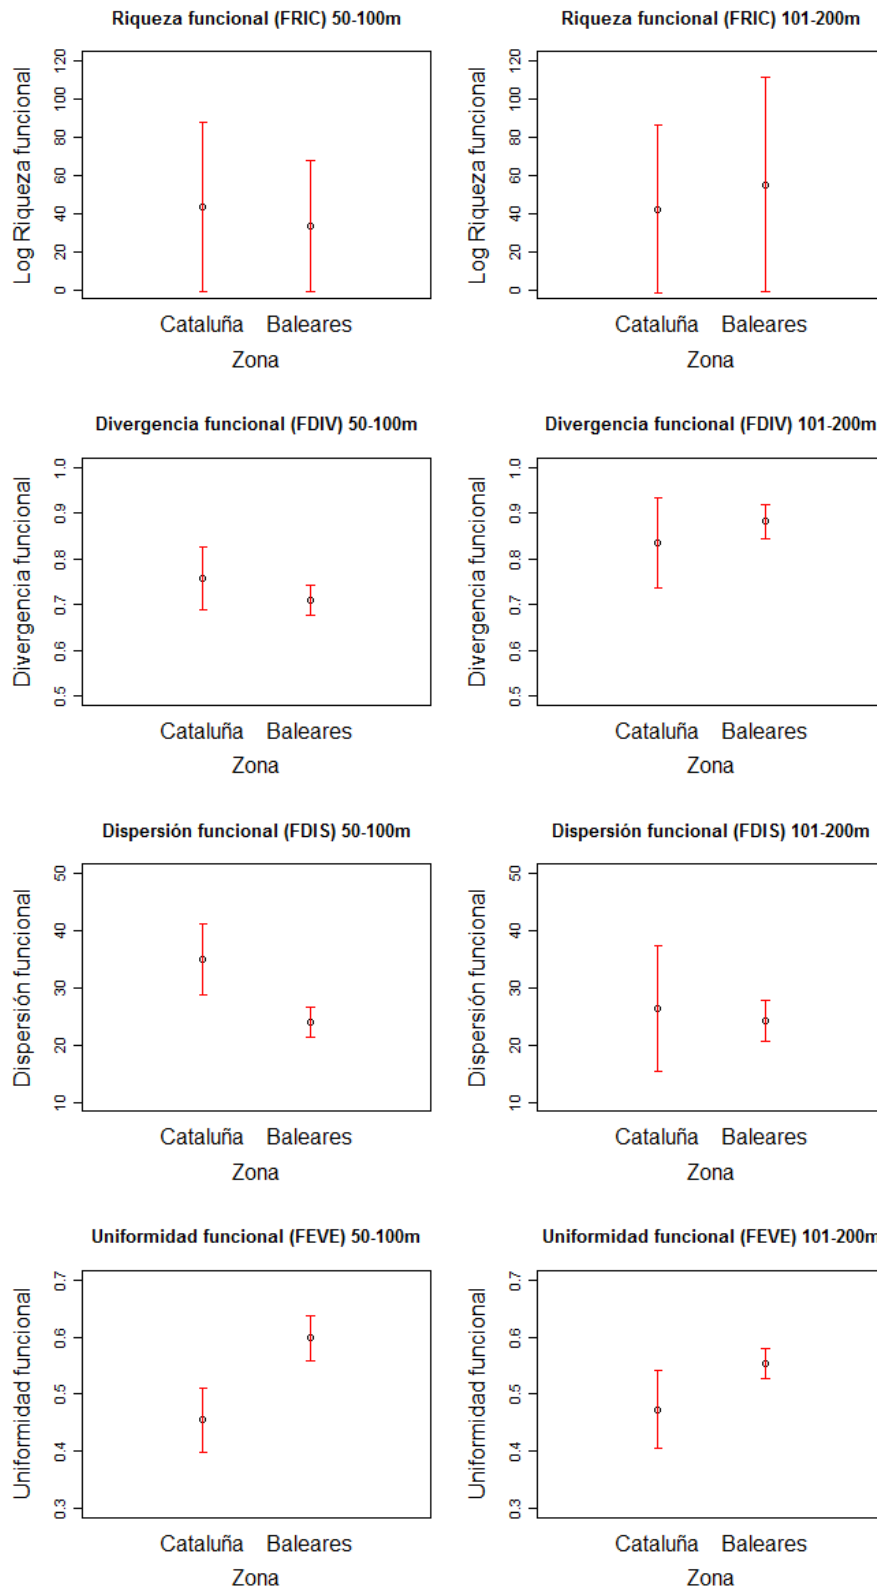 Riqueza funcional (FRIC) 50-100m
Log Riqueza funcional
120
100
80
60
40
20
0
Cataluña Baleares
Zona
Riqueza funcional (FRIC) 101-200m
Log Riqueza funcional
120
100
80
60
40
20
0
Cataluña Baleares
Zona
Divergencia funcional (FDIV) 50-100m
Divergencia funcional
1.0
0.9
0.8
0.7
0.6
0.5
Cataluña Baleares
Zona
Divergencia funcional (FDIV) 101-200m
Divergencia funcional
1.0
0.9
0.8
0.7
0.6
0.5
Cataluña Baleares
Zona
Dispersión funcional (FDIS) 50-100m
Dispersión funcional
50
40
30
20
10
Cataluña Baleares
Zona
Dispersión funcional (FDIS) 101-200m
Dispersión funcional
50
40
30
20
10
Cataluña Baleares
Zona
Uniformidad funcional (FEVE) 50-100m
Uniformidad funcional
0.7
0.6
0.5
0.4
0.3
Cataluña Baleares
Zona
Uniformidad funcional (FEVE) 101-200m
Uniformidad funcional
0.7
0.6
0.5
0.4
0.3
Cataluña Baleares
Zona